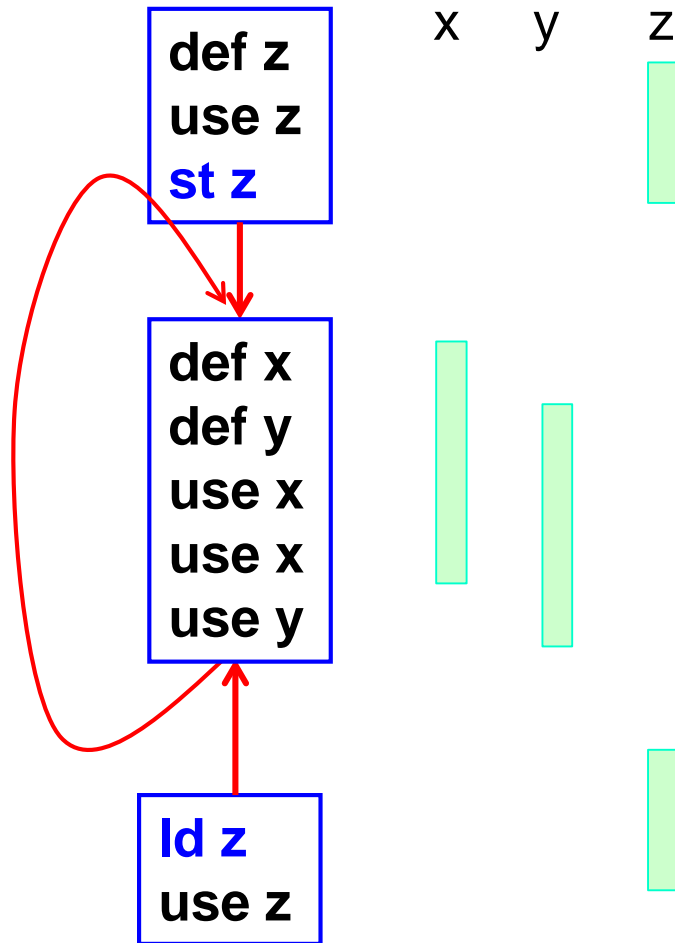 x y z
def z
use z
st z
def x
def y
use x
use x
use y
ld z
use z